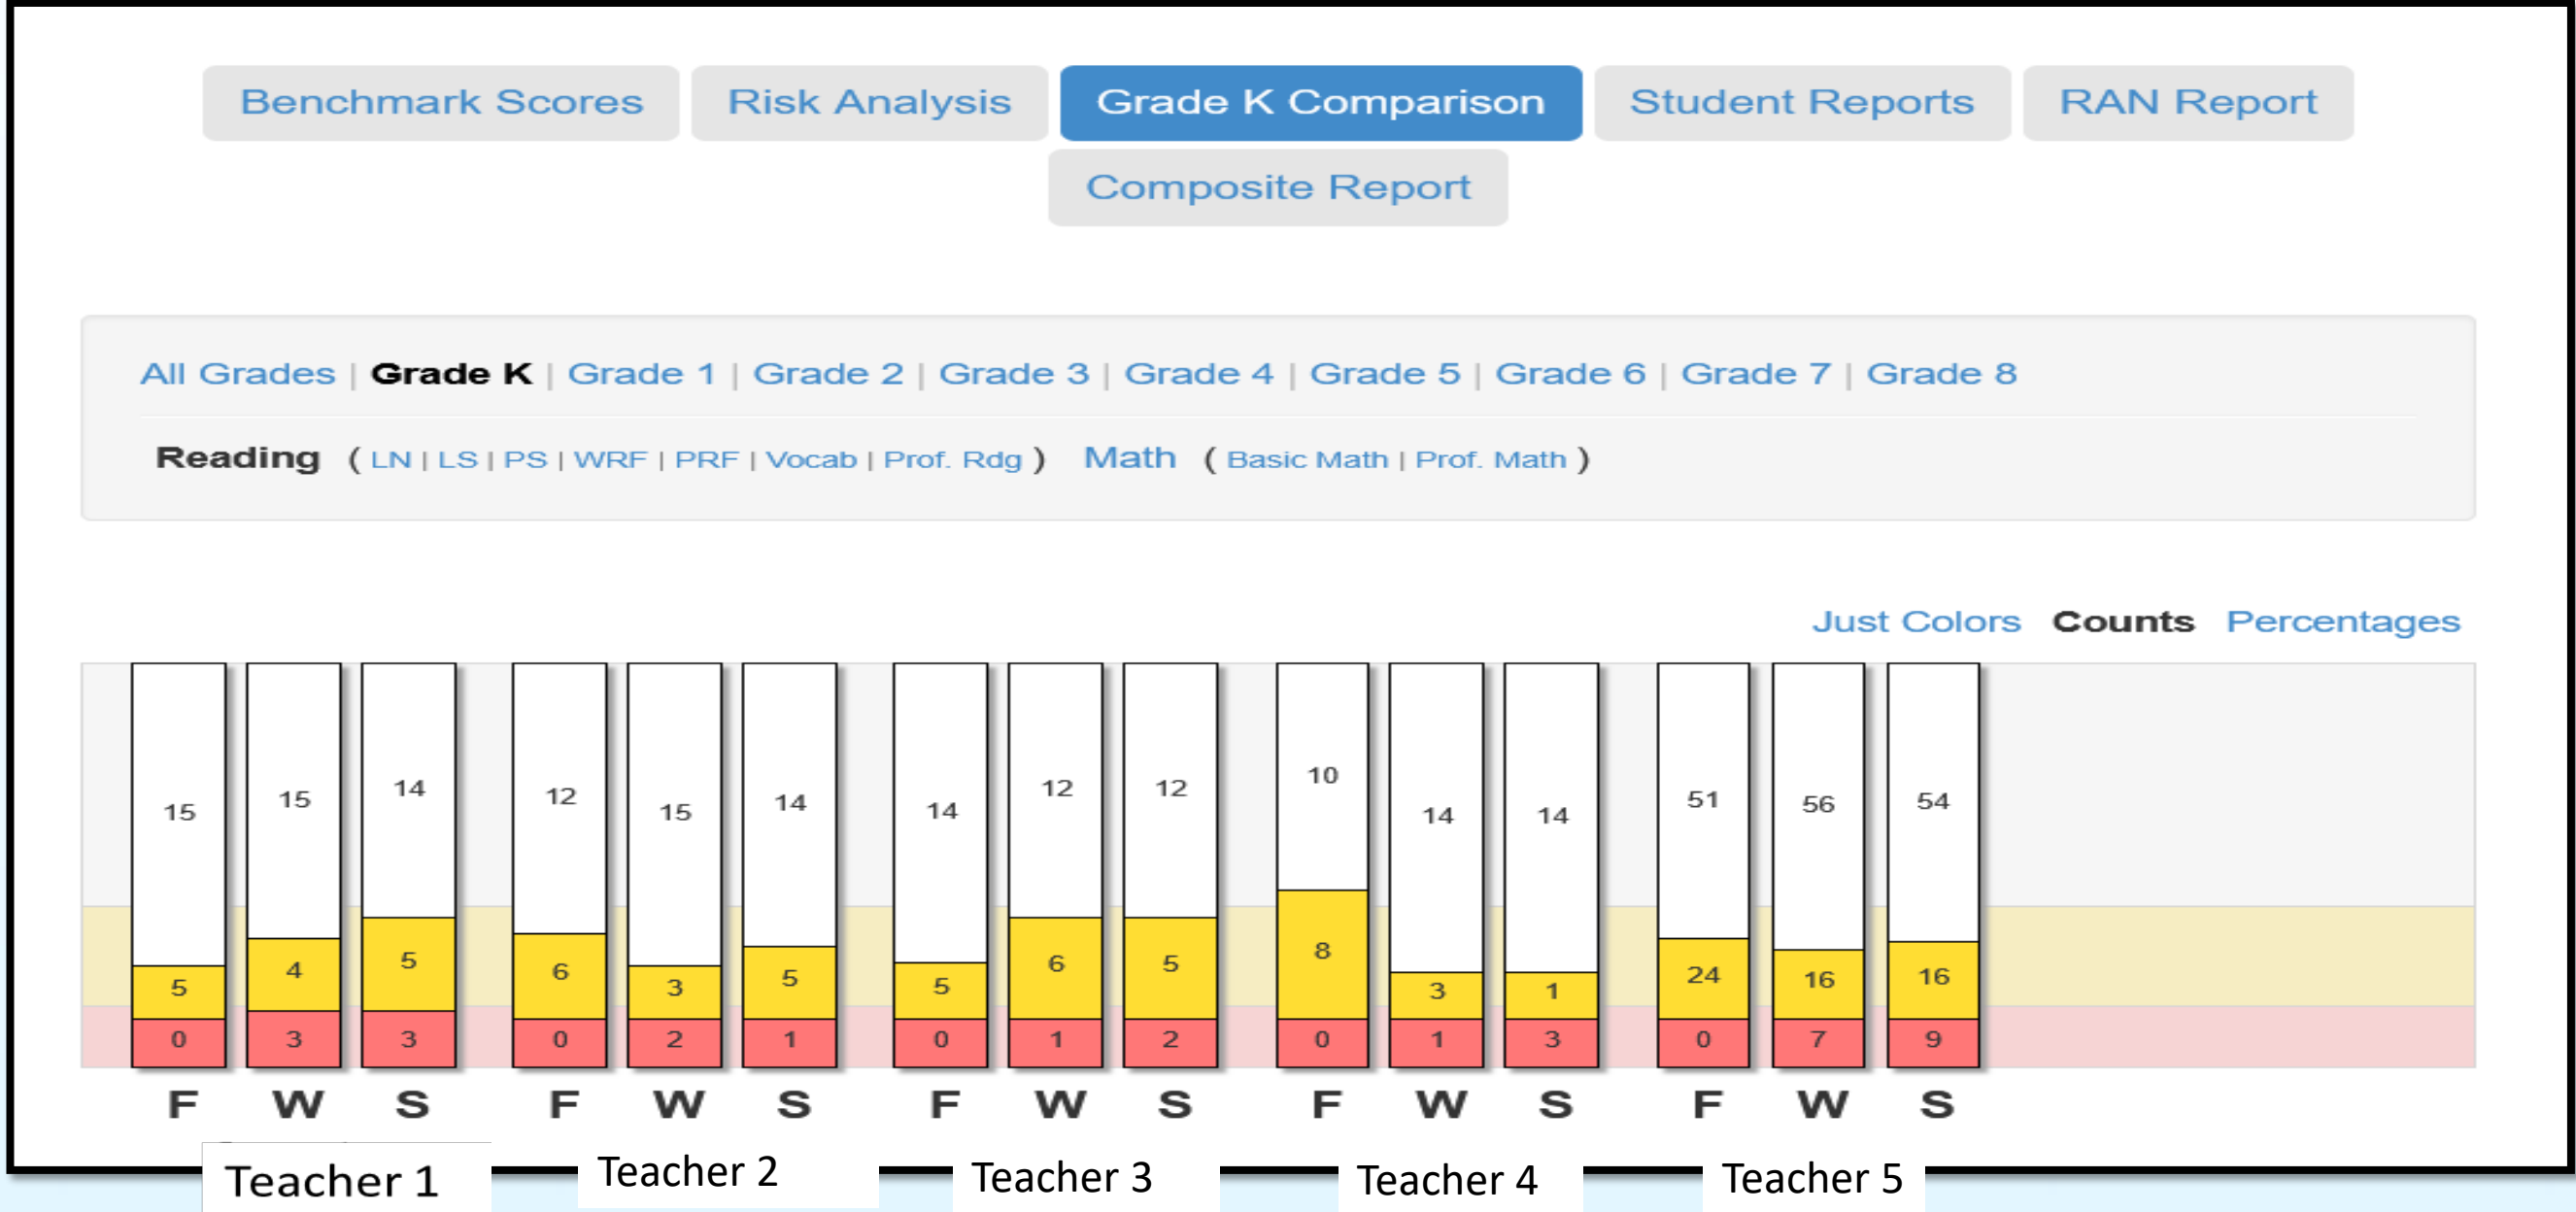 Benchmark Scores Risk Analysis Grade K Comparison Student Reports RAN Report
Composite Report
All Grades | Grade K | Grade 1 | Grade 2 | Grade 3 | Grade 4 | Grade 5 | Grade 6 | Grade 7 | Grade 8
Reading ( LN | LS | PS | WRF | PRF | Vocab | Prof. Rdg ) Math ( Basic Math | Prof. Math )
Just Colors Counts Percentages
15 15 14 12 15 14 14 12 12 10 14 14 51 56 54
5 4 5 6 3 5 5 6 5 8 3 1 24 16 16
0 3 3 0 2 1 0 1 2 0 1 3 0 7 9
F W S F W S F W S F W S F W S
Teacher 1 Teacher 2 Teacher 3 Teacher 4 Teacher 5